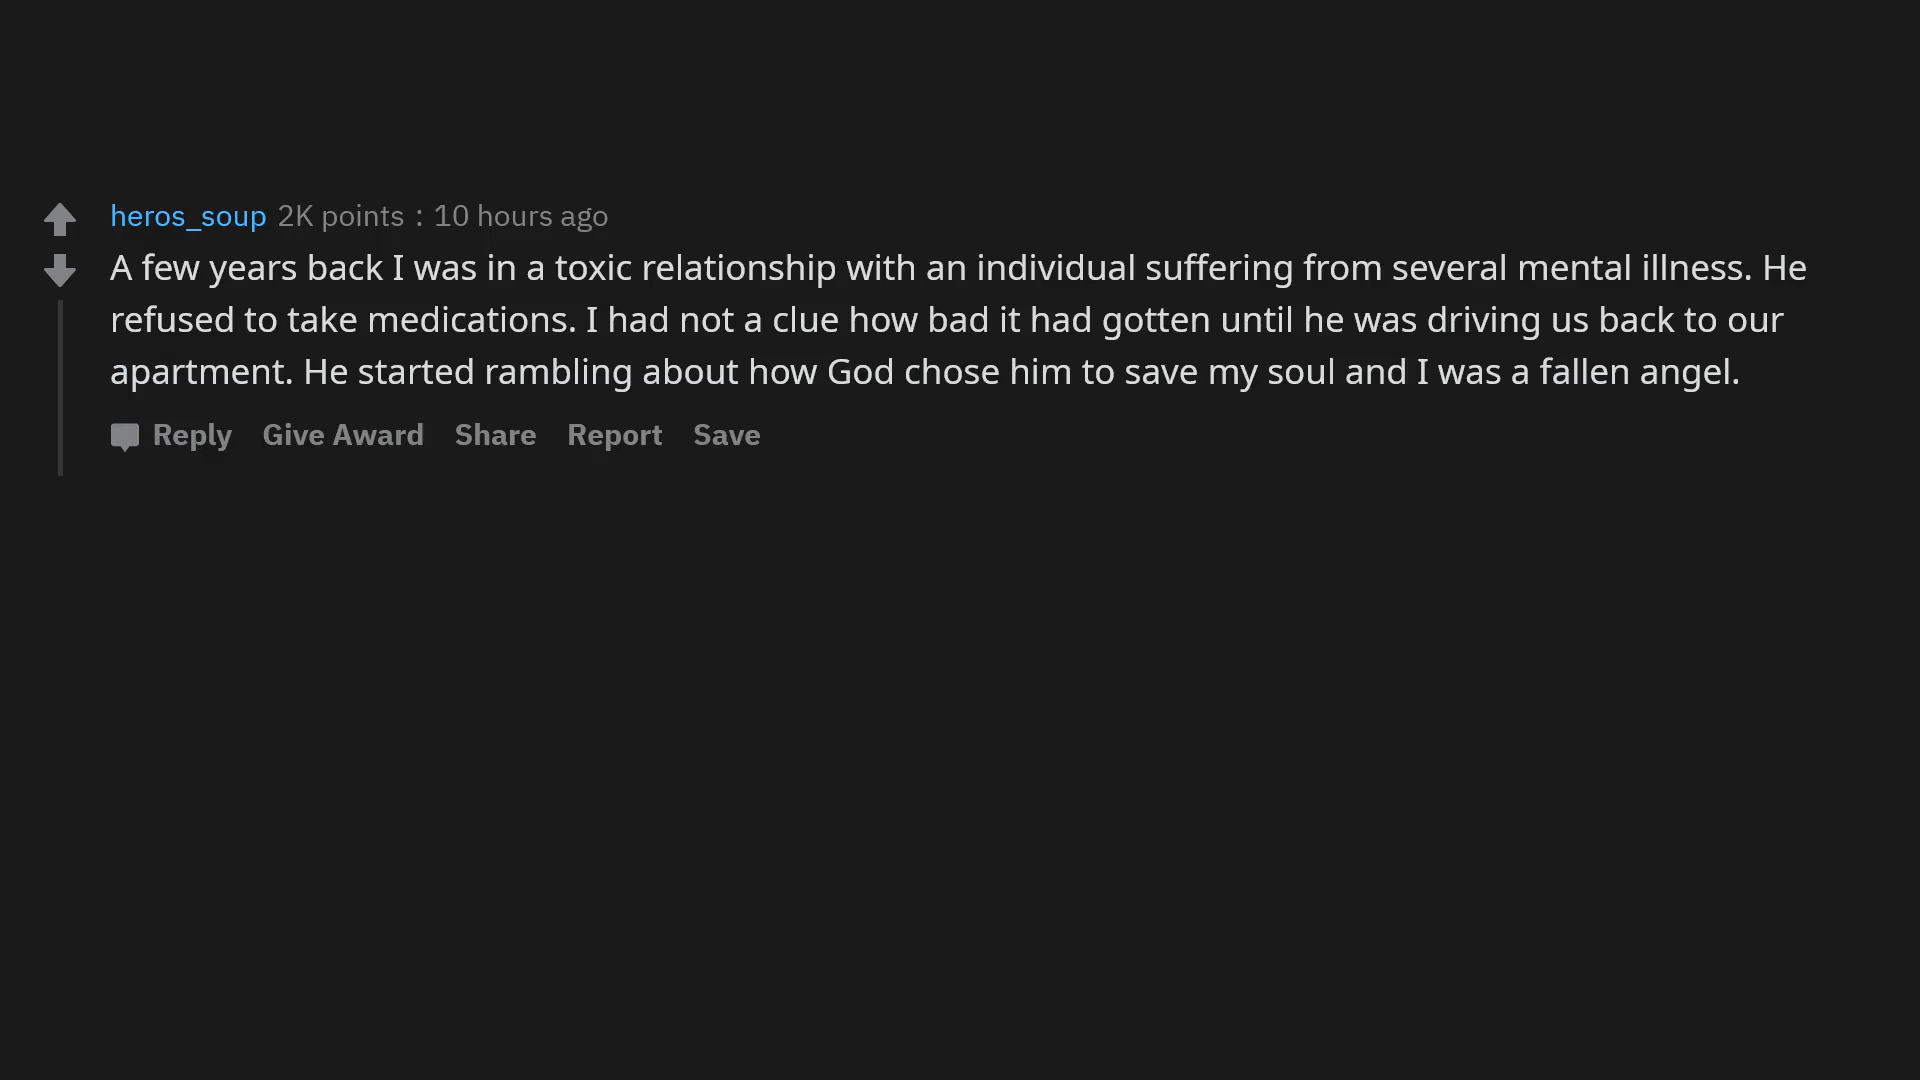 heros_soup 2K points : 10 hours ago
A few years back I was in a toxic relationship with an individual suffering from several mental illness. He
refused to take medications. I had not a clue how bad it had gotten until he was driving us back to our
apartment. He started rambling about how God chose him to save my soul and I was a fallen angel.
Reply Give Award Share Report Save